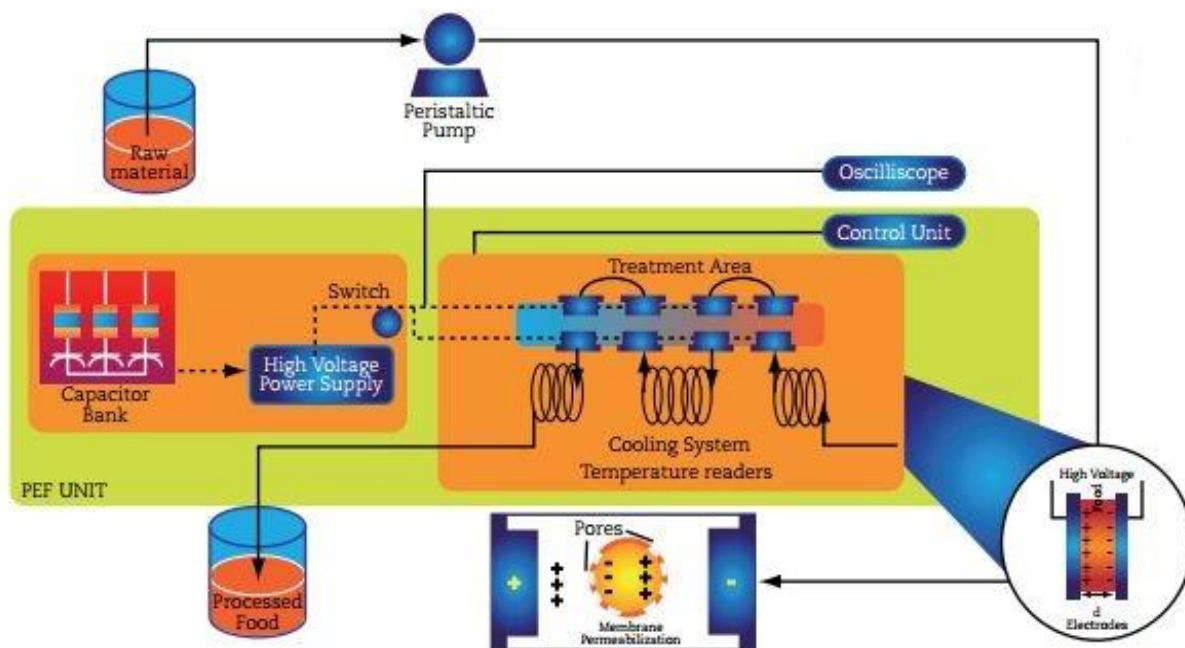 Peristaltic
Pump
Raw
material
Oscilliscope
Control Unit
Treatment Area
Switch
High Voltage
Power Supply
Capacitor
Bank
Cooling System
Temperature readers
PEF UNIT
High Voltage
Food
+ -
+ -
+ -
+ -
+ -
+ -
d
Electrodes
Pores
+
+
+
+
-
-
-
+
+
+
-
Membrane
Permeabilization
Processed
Food